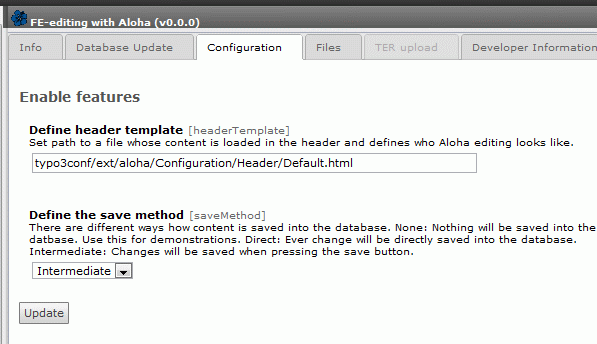 FE-editing with Aloha (v0.0.0)
Info Database Update Configuration Files TER upload Developer Information
Enable features
Define header template [headerTemplate]
Set path to a file whose content is loaded in the header and defines who Aloha editing looks like.
typo3conf/ext/aloha/Configuration/Header/Default.html
Define the save method [saveMethod]
There are different ways how content is saved into the database. None: Nothing will be saved into the
datbase. Use this for demonstrations. Direct: Ever change will be directly saved into the database.
Intermediate: Changes will be saved when pressing the save button.
Intermediate
Update